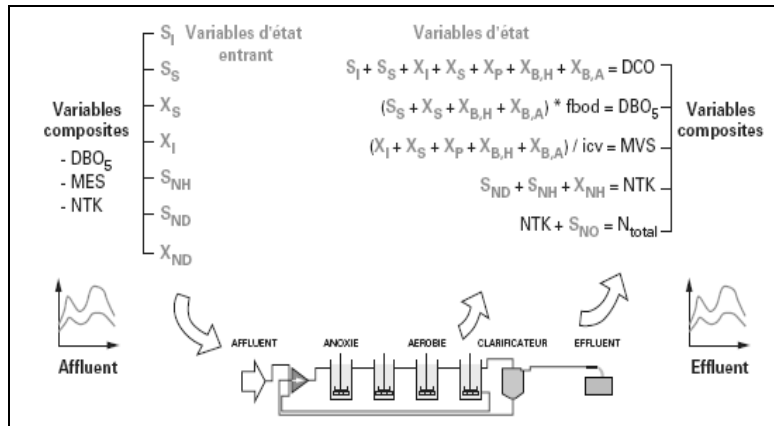 Variables d'état
entrant
Variables d'état
S_I
S_S
X_S
X_I
S_NH
S_ND
X_ND
Variables
composites
- DBO_5
- MES
- NTK
S_I + S_S + X_I + X_S + X_P + X_B,H + X_B,A = DCO
(S_S + X_S + X_B,H + X_B,A) * fbod = DBO_5
(X_I + X_S + X_P + X_B,H + X_B,A) / icv = MVS
S_ND + S_NH + X_NH = NTK
NTK + S_NO = N_total
Variables
composites
Affluent
AFFLUENT
ANOXIE
AEROBIE
CLARIFICATEUR
EFFLUENT
Effluent